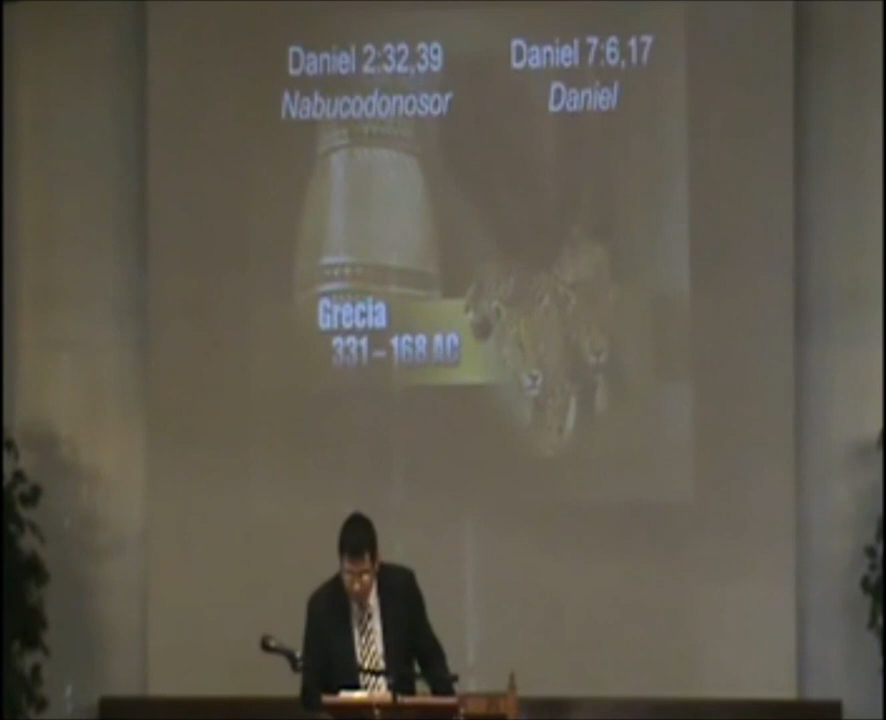 Daniel 2:32,39
Nabucodonosor
Daniel 7:6,17
Daniel
Grecia
331 – 168 AC